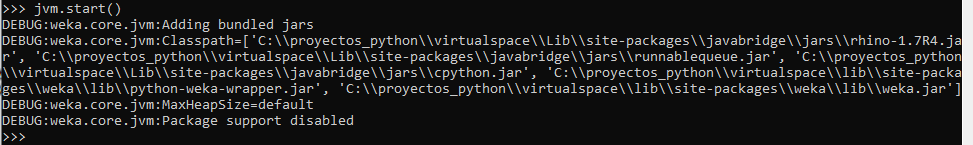 >>> jvm.start()
DEBUG:weka.core.jvm:Adding bundled jars
DEBUG:weka.core.jvm:Classpath=['C:\\proyectos_python\\virtualspace\\Lib\\site-packages\\javabridge\\jars\\rhino-1.7R4.ja
r', 'C:\\proyectos_python\\virtualspace\\Lib\\site-packages\\javabridge\\jars\\runnablequeue.jar', 'C:\\proyectos_python
\\virtualspace\\Lib\\site-packages\\javabridge\\jars\\cpython.jar', 'C:\\proyectos_python\\virtualspace\\lib\\site-packa
ges\\weka\\lib\\python-weka-wrapper.jar', 'C:\\proyectos_python\\virtualspace\\lib\\site-packages\\weka\\lib\\weka.jar']
DEBUG:weka.core.jvm:MaxHeapSize=default
DEBUG:weka.core.jvm:Package support disabled
>>>